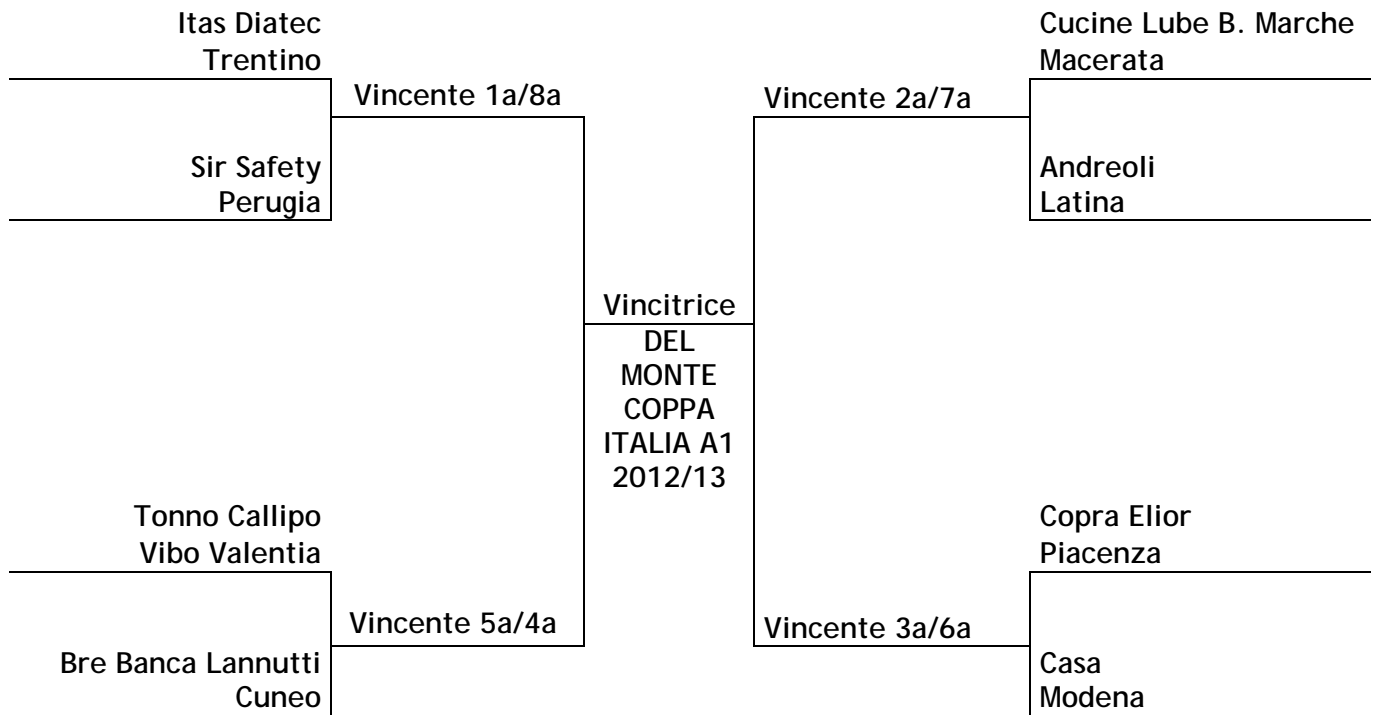 Itas Diatec
Trentino
Vincente 1a/8a
Sir Safety
Perugia
Tonno Callipo
Vibo Valentia
Vincente 5a/4a
Bre Banca Lannutti
Cuneo
Vincitrice
DEL
MONTE
COPPA
ITALIA A1
2012/13
Cucine Lube B. Marche
Macerata
Vincente 2a/7a
Andreoli
Latina
Copra Elior
Piacenza
Vincente 3a/6a
Casa
Modena